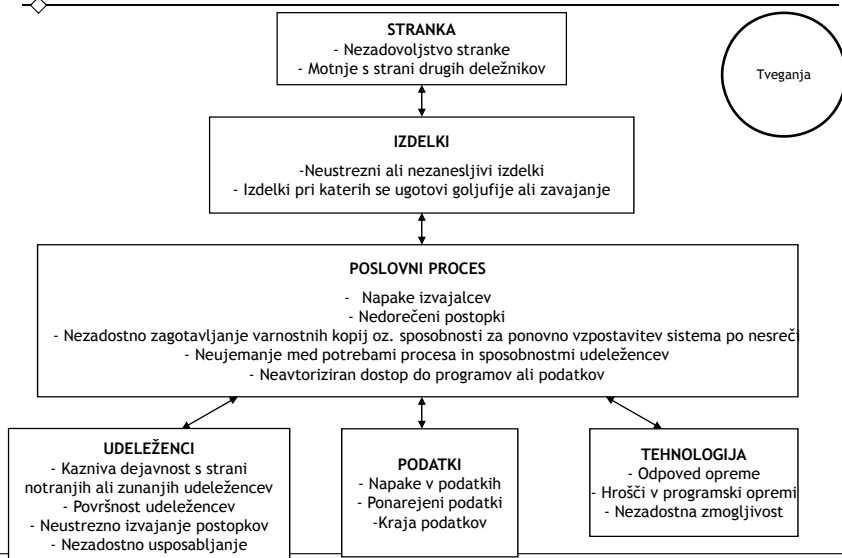 STRANKA
- Nezadovoljstvo stranke
- Motnje s strani drugih deležnikov
Tveganja
IZDELKI
-Neustrezni ali nezanesljivi izdelki
- Izdelki pri katerih se ugotovi goljufije ali zavajanje
POSLOVNI PROCES
- Napake izvajalcev
- Nedorečeni postopki
- Nezadostno zagotavljanje varnostnih kopij oz. sposobnosti za ponovno vzpostavitev sistema po nesreči
- Neujemanje med potrebami procesa in sposobnostmi udeležencev
- Neavtoriziran dostop do programov ali podatkov
UDELEŽENCI
- Kazniva dejavnost s strani
notranjih ali zunanjih udeležencev
- Površnost udeležencev
- Neustrezno izvajanje postopkov
- Nezadostno usposabljanje
PODATKI
- Napake v podatkih
- Ponarejeni podatki
-Kraja podatkov
TEHNOLOGIJA
- Odpoved opreme
- Hrošči v programski opremi
- Nezadostna zmogljivost